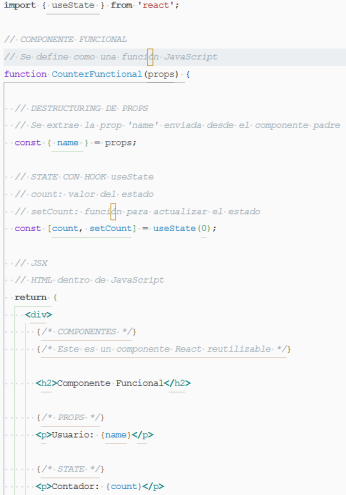 import { useState } from 'react';
// COMPONENTE FUNCIONAL
// Se define como una función JavaScript
function CounterFunctional(props) {
// DESTRUCTURING DE PROPS
// Se extrae la prop 'name' enviada desde el componente padre
const { name } = props;
// STATE CON HOOK useState
// count: valor del estado
// setCount: función para actualizar el estado
const [count, setCount] = useState(0);
// JSX
// HTML dentro de JavaScript
return (
<div>
{/* COMPONENTES */}
{/* Este es un componente React reutilizable */}
<h2>Componente Funcional</h2>
{/* PROPS */}
<p>Usuario: {name}</p>
{/* STATE */}
<p>Contador: {count}</p>